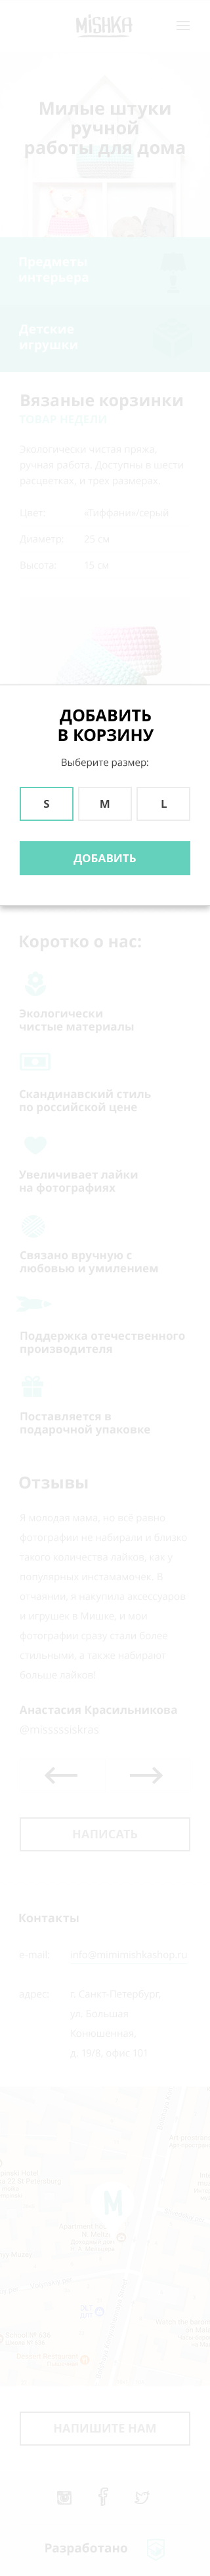 MiSHKA
Милые штуки
ручной
работы для дома
Предметы
интерьера
Детские
игрушки
Вязаные корзинки
ТОВАР НЕДЕЛИ
Экологически чистая пряжа,
ручная работа. Доступны в шести
расцветках, и трех размерах.
Цвет: «Тиффани»/серый
Диаметр: 25 см
Высота: 15 см
ДОБАВИТЬ
В КОРЗИНУ
Выберите размер:
S M L
ДОБАВИТЬ
Коротко о нас:
Экологически
чистые материалы
Скандинавский стиль
по российской цене
Увеличивает лайки
на фотографиях
Связано вручную с
любовью и умилением
Поддержка отечественного
производителя
Поставляется в
подарочной упаковке
Отзывы
Я молодая мама, но всё равно
фотографии не набирали и близко
такого количества лайков, как у
популярных инстамамочек. В
отчаянии, я накупила аксессуаров
и игрушек в Мишке, и мои
фотографии сразу стали более
стильными, а также набирают
больше лайков!
Анастасия Красильникова
НАПИСАТЬ
Контакты
e-mail: info@mimimishkashop.ru
адрес: г. Санкт-Петербург,
ул. Большая
Конюшенная,
д. 19/8, офис 101
M
НАПИШИТЕ НАМ
Разработано